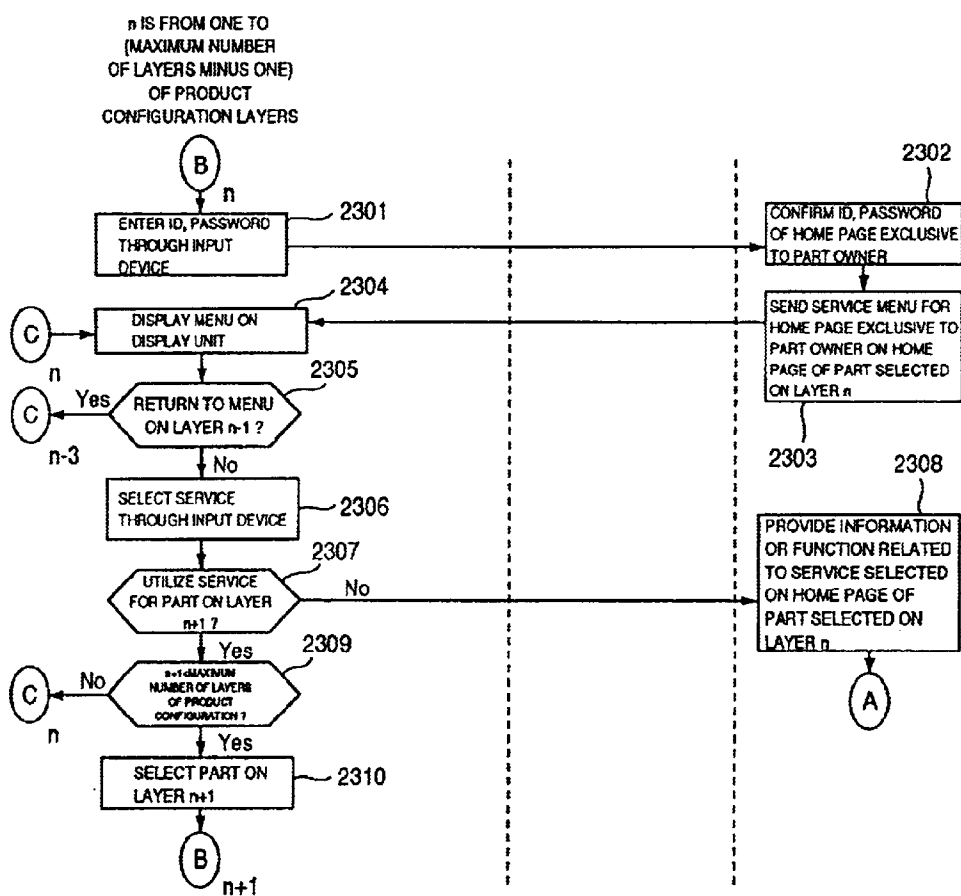 n IS FROM ONE TO
(MAXIMUM NUMBER
OF LAYERS MINUS ONE)
OF PRODUCT
CONFIGURATION LAYERS
B
n
2301
ENTER ID, PASSWORD
THROUGH INPUT
DEVICE
2302
CONFIRM ID, PASSWORD
OF HOME PAGE EXCLUSIVE
TO PART OWNER
2303
SEND SERVICE MENU FOR
HOME PAGE EXCLUSIVE TO
PART OWNER ON HOME
PAGE OF PART SELECTED
ON LAYER n
2304
DISPLAY MENU ON
DISPLAY UNIT
C
n
2305
RETURN TO MENU
ON LAYER n-1 ?
Yes
C
n-3
No
SELECT SERVICE
THROUGH INPUT DEVICE
2306
2307
UTILIZE SERVICE
FOR PART ON LAYER
n+1 ?
No
2308
PROVIDE INFORMATION
OR FUNCTION RELATED
TO SERVICE SELECTED
ON HOME PAGE OF
PART SELECTED ON
LAYER n
A
Yes
2309
n+1<MAXIMUM
NUMBER OF LAYERS
OF PRODUCT
CONFIGURATION ?
No
C
n
Yes
SELECT PART ON
LAYER n+1
2310
B
n+1